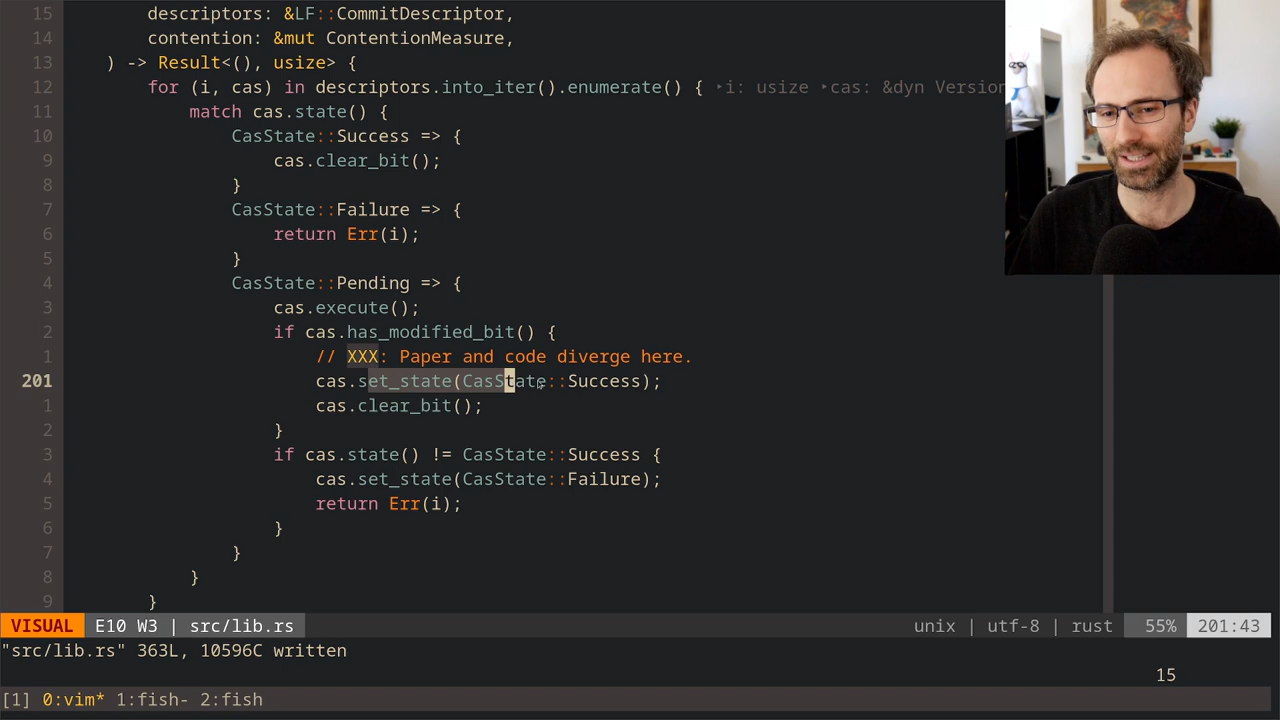 15 descriptors: &LF::CommitDescriptor,
14 contention: &mut ContentionMeasure,
13 ) -> Result<(), usize> {
12 for (i, cas) in descriptors.into_iter().enumerate() { ‣i: usize ‣cas: &dyn Version
11 match cas.state() {
10 CasState::Success => {
9 cas.clear_bit();
8 }
7 CasState::Failure => {
6 return Err(i);
5 }
4 CasState::Pending => {
3 cas.execute();
2 if cas.has_modified_bit() {
1 // XXX: Paper and code diverge here.
201 cas.set_state(CasState::Success);
1 cas.clear_bit();
2 }
3 if cas.state() != CasState::Success {
4 cas.set_state(CasState::Failure);
5 return Err(i);
6 }
7 }
8 }
9 }
VISUAL E10 W3 | src/lib.rs unix | utf-8 | rust 55% 201:43
"src/lib.rs" 363L, 10596C written
15
[1] 0:vim* 1:fish- 2:fish